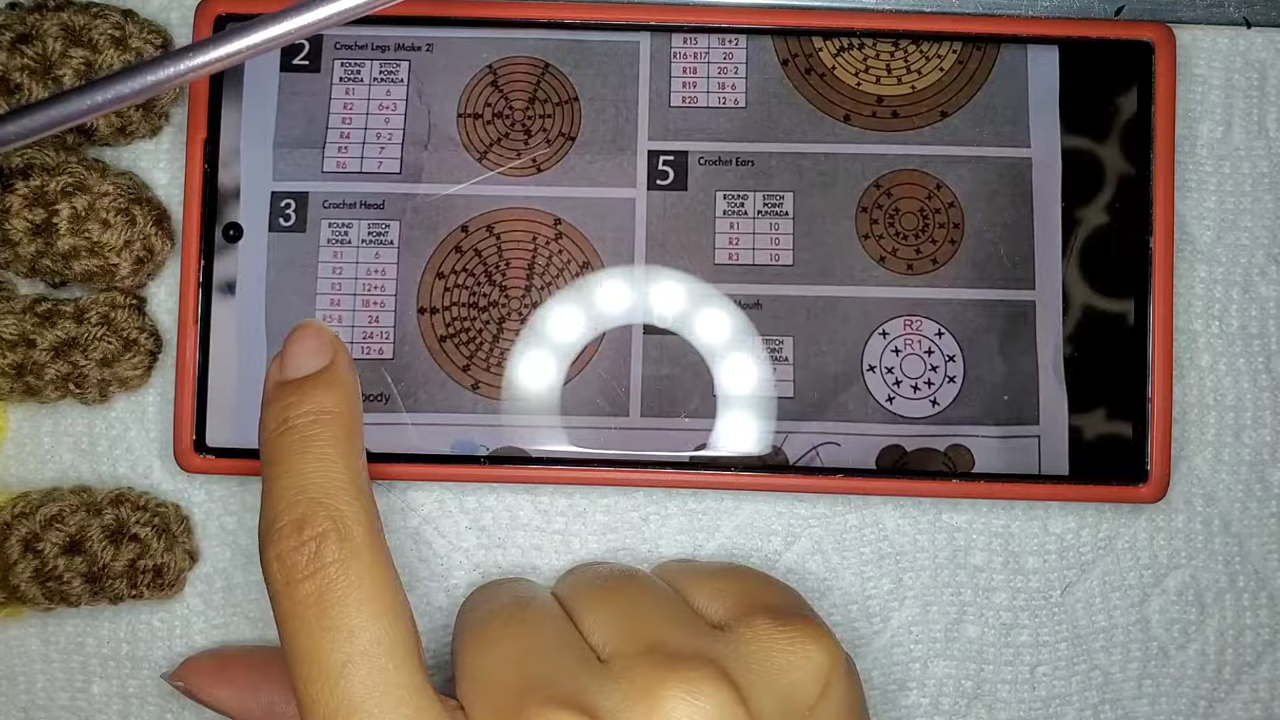 2
Crochet Legs (Make 2)
ROUND TOUR RONDA STITCH POINT PUNTADA
R1 6
R2 6+3
R3 9
R4 9-2
R5 7
R6 7
3
Crochet Head
ROUND TOUR RONDA STITCH POINT PUNTADA
R1 6
R2 6+6
R3 12+6
R4 18+6
R5-8 24
24-12
12-6
body
R15 18+2
R16-R17 20
R18 20-2
R19 18-6
R20 12-6
5
Crochet Ears
ROUND TOUR RONDA STITCH POINT PUNTADA
R1 10
R2 10
R3 10
Mouth
STITCH POINT PUNTADA
7
R2
R1